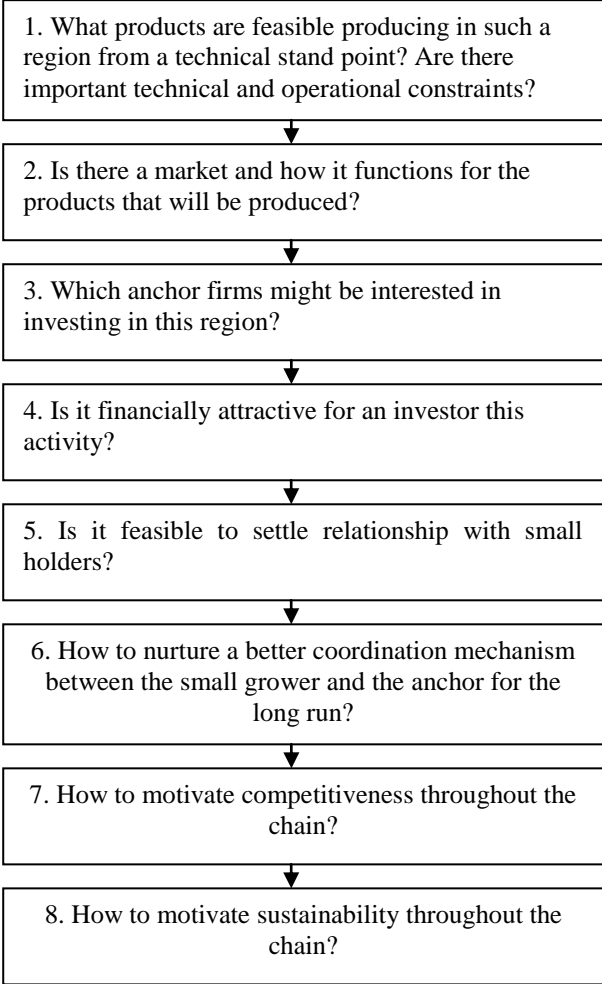 1. What products are feasible producing in such a
region from a technical stand point? Are there
important technical and operational constraints?
2. Is there a market and how it functions for the
products that will be produced?
3. Which anchor firms might be interested in
investing in this region?
4. Is it financially attractive for an investor this
activity?
5. Is it feasible to settle relationship with small
holders?
6. How to nurture a better coordination mechanism
between the small grower and the anchor for the
long run?
7. How to motivate competitiveness throughout the
chain?
8. How to motivate sustainability throughout the
chain?